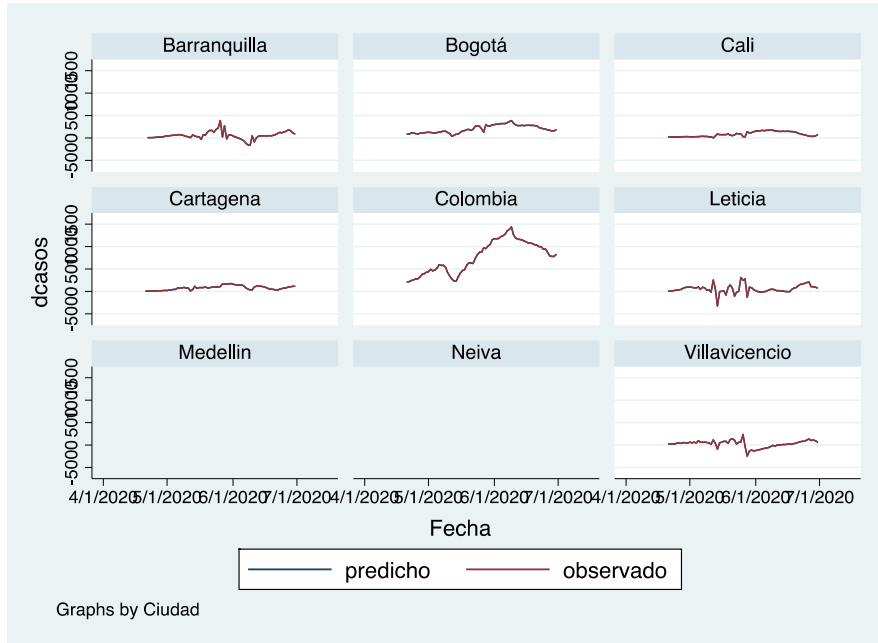 Barranquilla Bogotá Cali
Cartagena Colombia Leticia
Medellin Neiva Villavicencio
dcasos
-5000
-5000
-5000
4/1/2020 5/1/2020 6/1/2020 7/1/2020 4/1/2020 5/1/2020 6/1/2020 7/1/2020 4/1/2020 5/1/2020 6/1/2020 7/1/2020
Fecha
predicho observado
Graphs by Ciudad